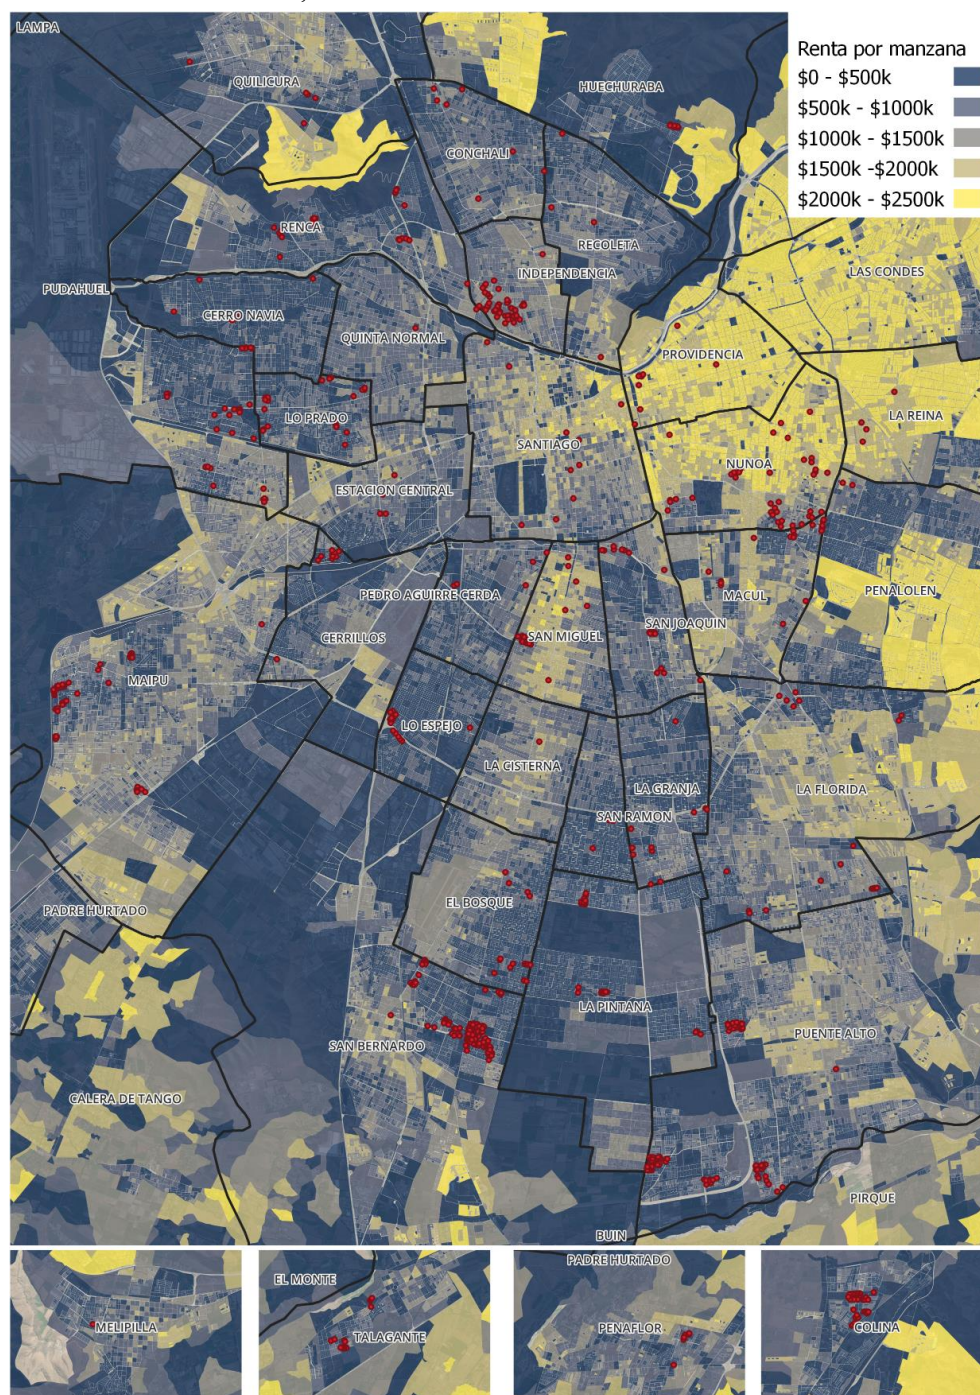 LAMPA
Renta por manzana
$0 - $500k
$500k - $1000k
$1000k - $1500k
$1500k -$2000k
$2000k - $2500k
QUILICURA
HUECHURABA
CONCHALI
RENCA
RECOLETA
INDEPENDENCIA
LAS CONDES
PUDAHUEL
CERRO NAVIA
QUINTA NORMAL
PROVIDENCIA
LO PRADO
LA REINA
SANTIAGO
NUNOA
ESTACION CENTRAL
PEDRO AGUIRRE CERDA
MACUL
PENALOLEN
CERRILLOS
SAN MIGUEL
SAN JOAQUIN
MAIPU
LO ESPEJO
LA CISTERNA
LA GRANJA
LA FLORIDA
SAN RAMON
PADRE HURTADO
EL BOSQUE
LA PINTANA
PUENTE ALTO
SAN BERNARDO
CALERA DE TANGO
PIRQUE
BUIN
MELIPILLA
EL MONTE
TALAGANTE
PADRE HURTADO
PENAFLOR
COLINA